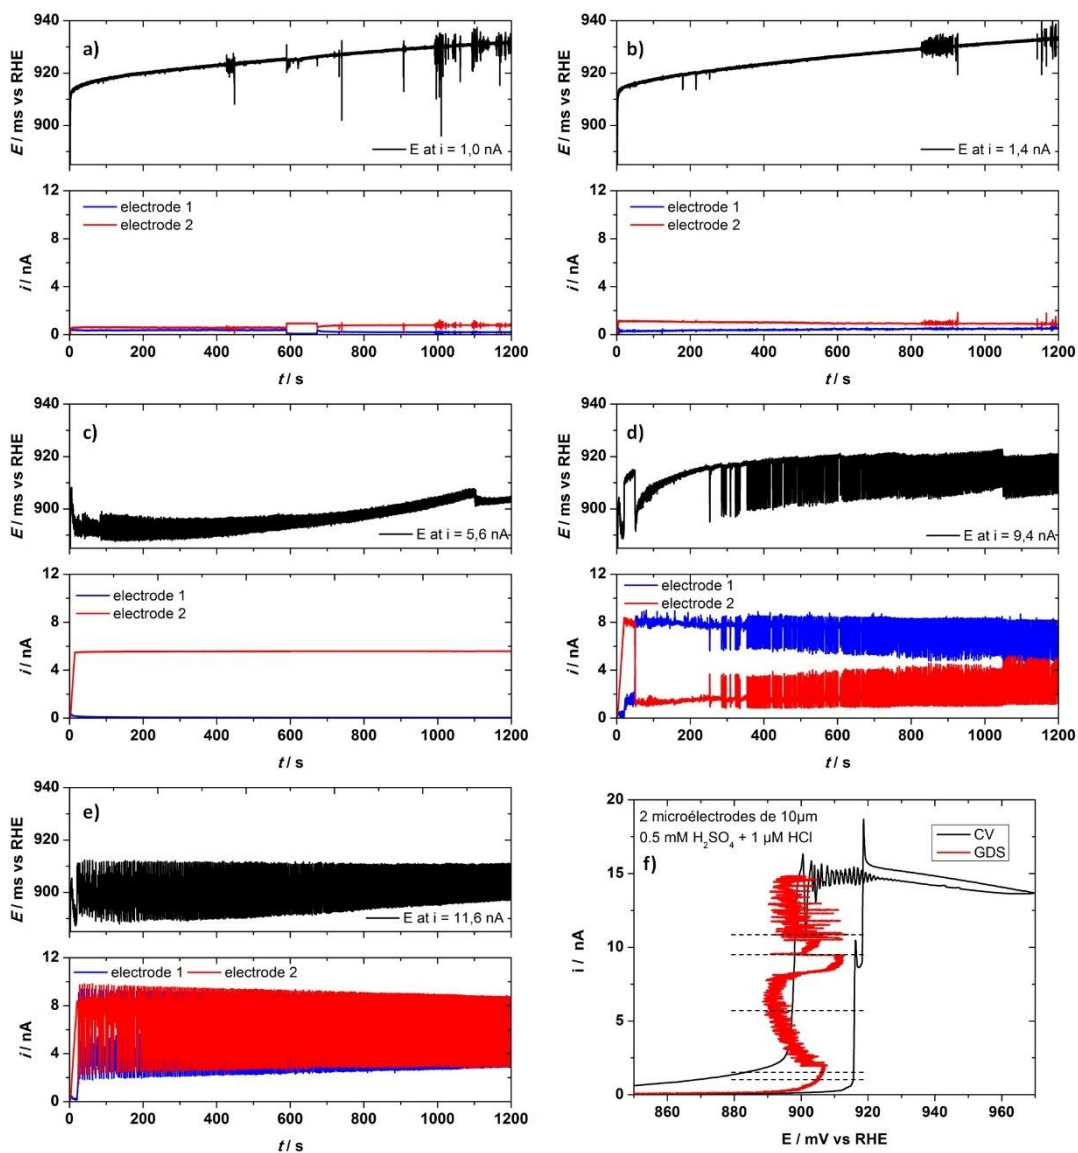 a)
940
920
900
E / ms vs RHE
E at i = 1,0 nA
12
8
4
0
i / nA
electrode 1
electrode 2
0 200 400 600 800 1000 1200
t / s
b)
940
920
900
E / ms vs RHE
E at i = 1,4 nA
12
8
4
0
i / nA
electrode 1
electrode 2
0 200 400 600 800 1000 1200
t / s
c)
940
920
900
E / ms vs RHE
E at i = 5,6 nA
12
8
4
0
i / nA
electrode 1
electrode 2
0 200 400 600 800 1000 1200
t / s
d)
940
920
900
E / ms vs RHE
E at i = 9,4 nA
12
8
4
0
i / nA
electrode 1
electrode 2
0 200 400 600 800 1000 1200
t / s
e)
940
920
900
E / ms vs RHE
E at i = 11,6 nA
12
8
4
0
i / nA
electrode 1 electrode 2
0 200 400 600 800 1000 1200
t / s
20
15
10
5
0
i / nA
2 microélectrodes de 10µm
0.5 mM H₂SO₄ + 1 µM HCl
f)
CV
GDS
860 880 900 920 940 960
E / mV vs RHE